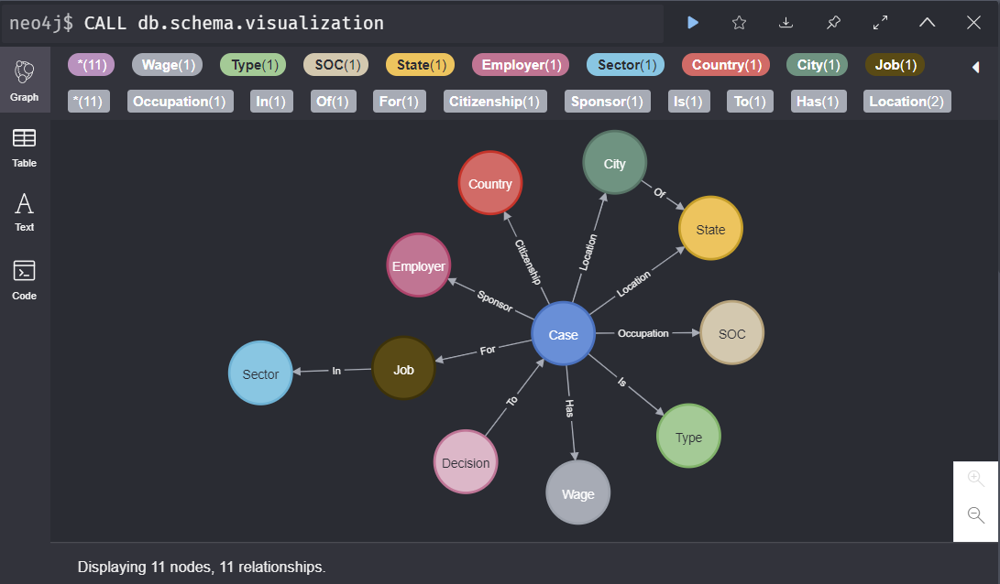 neo4j$ CALL db.schema.visualization
*(11) Wage(1) Type(1) SOC(1) State(1) Employer(1) Sector(1) Country(1) City(1) Job(1)
*(11) Occupation(1) In(1) Of(1) For(1) Citizenship(1) Sponsor(1) Is(1) To(1) Has(1) Location(2)
Graph
Table
Text
Code
City
Country
Of
State
Citizenship
Location
Employer
Location
Sponsor
Case
Occupation
SOC
For
Job
In
Sector
Is
To
Has
Type
Decision
Wage
Displaying 11 nodes, 11 relationships.